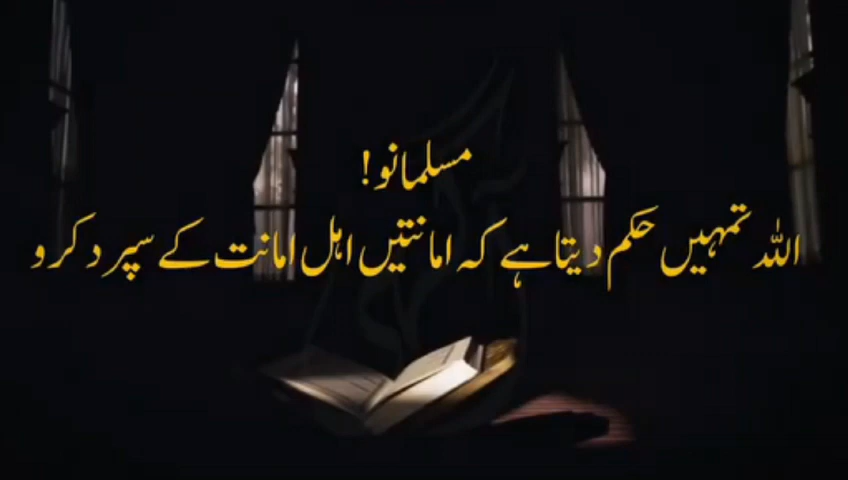 مسلمانو!
اللہ تمہیں حکم دیتا ہے کہ امانتیں اہل امانت کے سپرد کرو